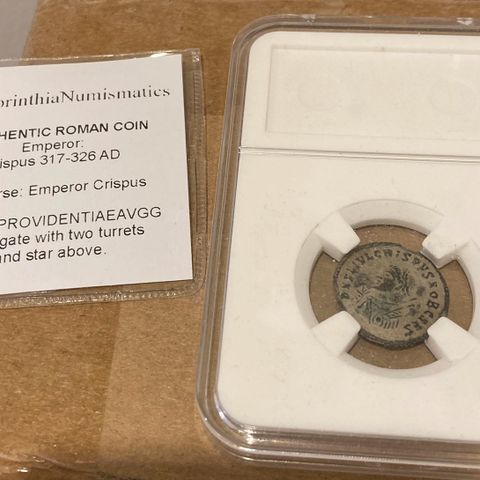 orinthiaNumismatics
HENTIC ROMAN COIN
Emperor:
ispus 317-326 AD
rse: Emperor Crispus
PROVIDENTIAEAVGG
gate with two turrets
and star above.